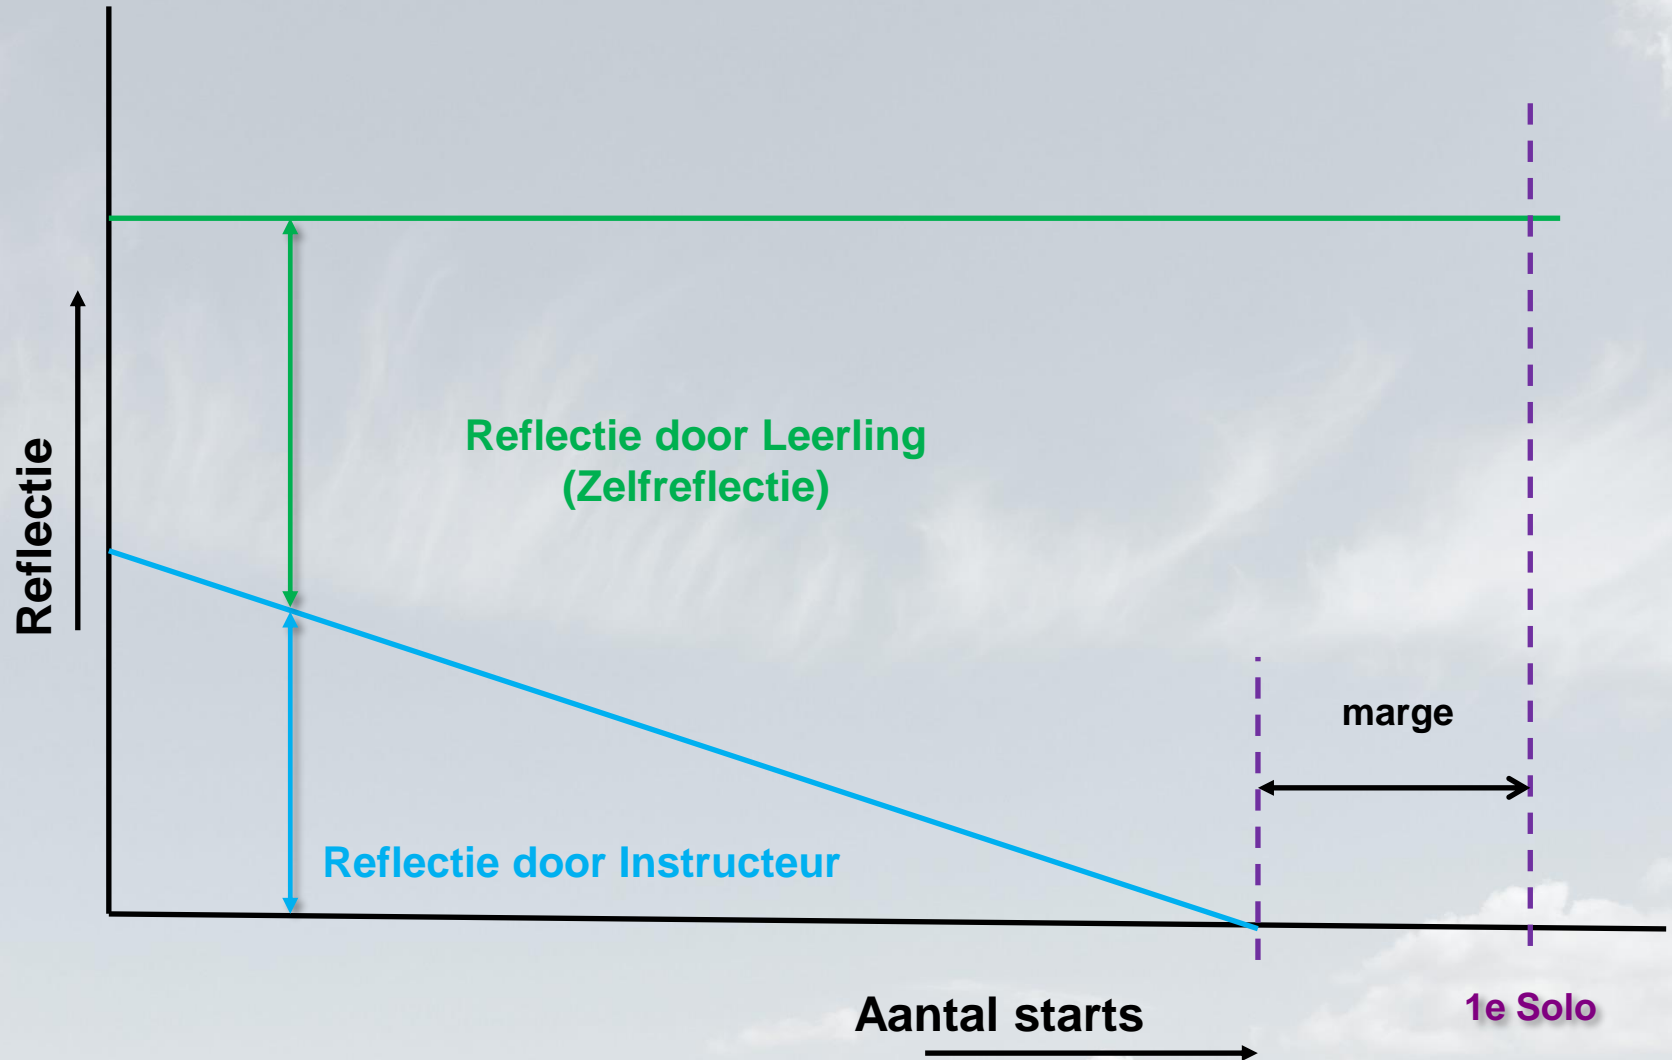 Reflectie
Reflectie door Leerling
(Zelfreflectie)
marge
Reflectie door Instructeur
Aantal starts
1e Solo